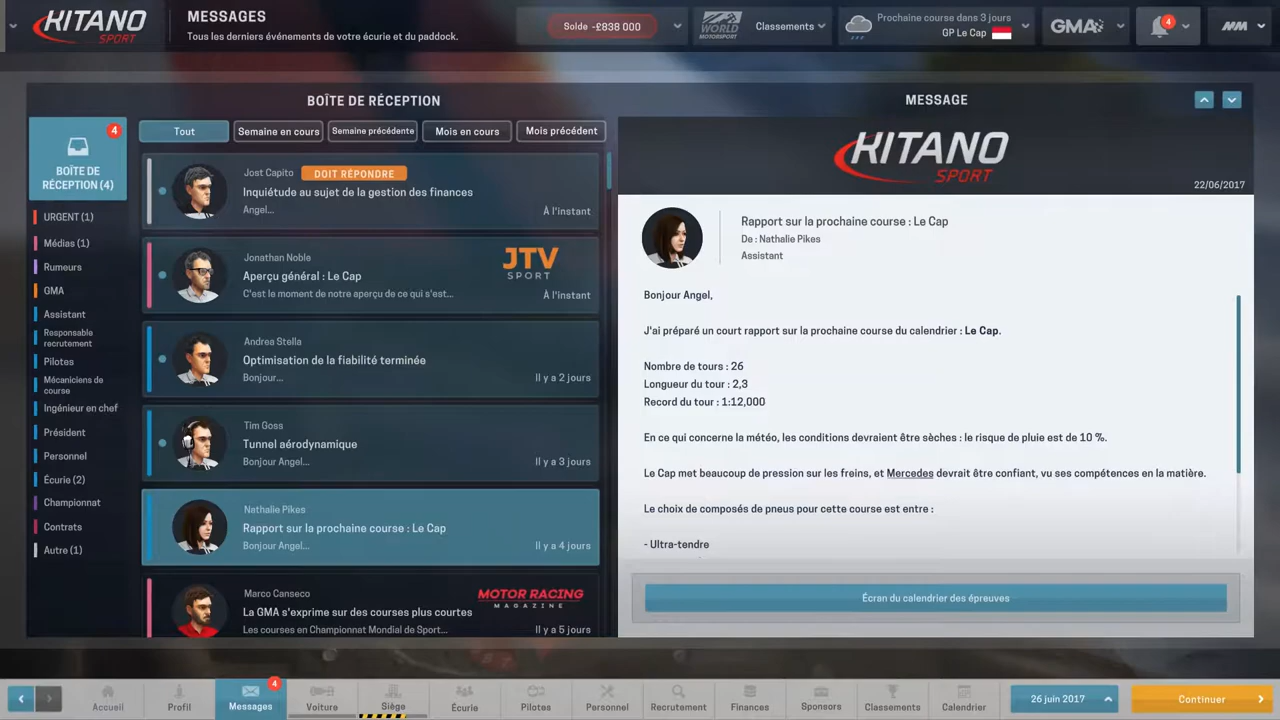 KITANO
SPORT
MESSAGES
Tous les derniers événements de votre écurie et du paddock.
Solde -£838 000
WORLD
MOTORSPORT
Classements
Prochaine course dans 3 jours
GP Le Cap
GMA
4
BOÎTE DE RÉCEPTION
MESSAGE
4
BOÎTE DE
RÉCEPTION (4)
URGENT (1)
Médias (1)
Rumeurs
GMA
Assistant
Responsable
recrutement
Pilotes
Mécaniciens de
course
Ingénieur en chef
Président
Personnel
Écurie (2)
Championnat
Contrats
Autre (1)
Tout
Semaine en cours
Semaine précédente
Mois en cours
Mois précédent
Jost Capito
DOIT RÉPONDRE
Inquiétude au sujet de la gestion des finances
Angel...
À l'instant
Jonathan Noble
JTV
SPORT
Aperçu général : Le Cap
C'est le moment de notre aperçu de ce qui s'est...
À l'instant
Andrea Stella
Optimisation de la fiabilité terminée
Bonjour...
Il y a 2 jours
Tim Goss
Tunnel aérodynamique
Bonjour Angel...
Il y a 3 jours
Nathalie Pikes
Rapport sur la prochaine course : Le Cap
Bonjour Angel...
Il y a 4 jours
Marco Canseco
MOTOR RACING
MAGAZINE
La GMA s'exprime sur des courses plus courtes
Les courses en Championnat Mondial de Sport...
Il y a 5 jours
KITANO
SPORT
22/06/2017
Rapport sur la prochaine course : Le Cap
De : Nathalie Pikes
Assistant
Bonjour Angel,
J'ai préparé un court rapport sur la prochaine course du calendrier : Le Cap.
Nombre de tours : 26
Longueur du tour : 2,3
Record du tour : 1:12,000
En ce qui concerne la météo, les conditions devraient être sèches : le risque de pluie est de 10 %.
Le Cap met beaucoup de pression sur les freins, et Mercedes devrait être confiant, vu ses compétences en la matière.
Le choix de composés de pneus pour cette course est entre :
- Ultra-tendre
Écran du calendrier des épreuves
Accueil
Profil
4
Messages
Voiture
Siège
Écurie
Pilotes
Personnel
Recrutement
Finances
Sponsors
Classements
Calendrier
26 juin 2017
Continuer